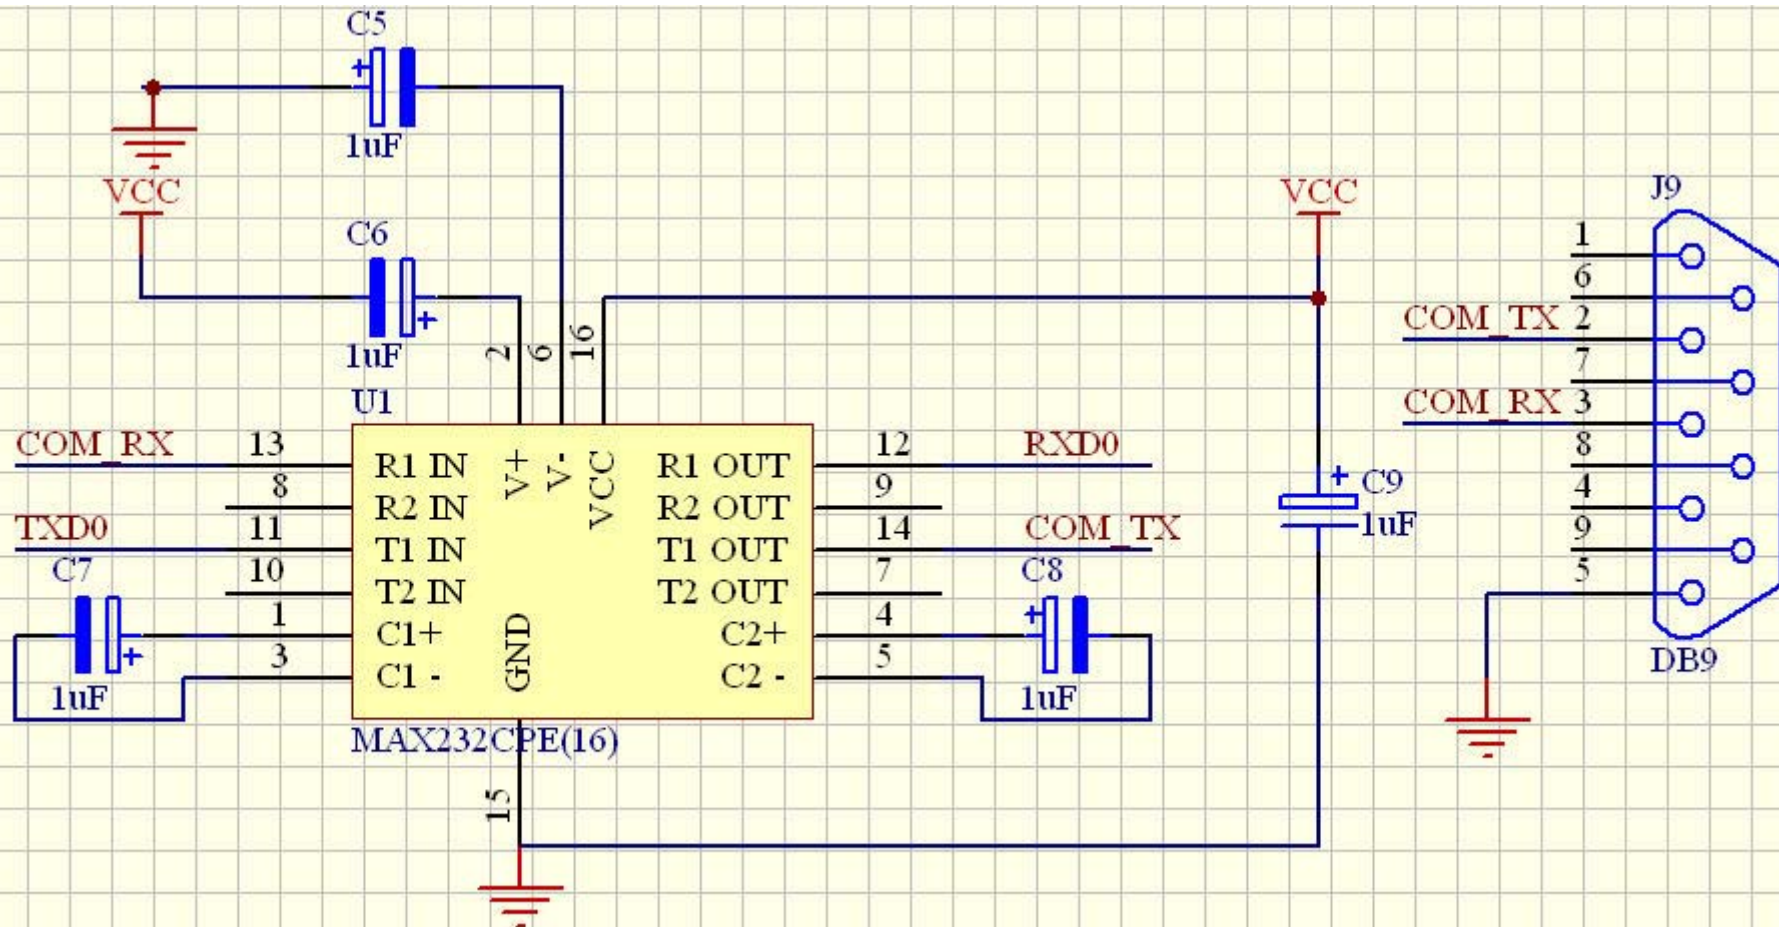 C5
+
1uF
VCC
C6
+
1uF
2
6
16
VCC
J9
1
6
COM_TX 2
7
COM_RX 3
8
4
9
5
DB9
U1
COM_RX 13
R1 IN
8
R2 IN
TXD0 11
T1 IN
10
T2 IN
1
C1+
3
C1 -
V+
V-
VCC
GND
R1 OUT
12 RXD0
R2 OUT
9
T1 OUT
14 COM_TX
T2 OUT
7
C2+
4
C2 -
5
C7
+
1uF
C8
+
1uF
+
C9
1uF
MAX232CPE(16)
15